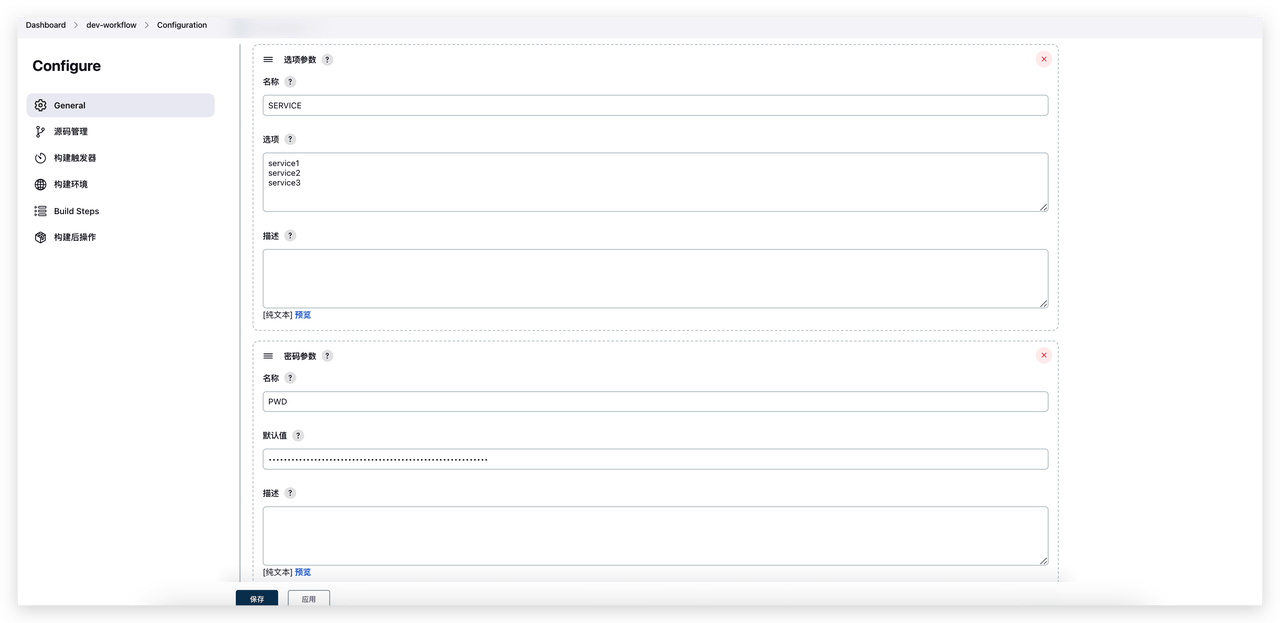 Dashboard > dev-workflow > Configuration
Configure
General
源码管理
构建触发器
构建环境
Build Steps
构建后操作
选项参数 ?
名称 ?
SERVICE
选项 ?
service1
service2
service3
描述 ?
[纯文本] 预览
密码参数 ?
名称 ?
PWD
默认值 ?
描述 ?
[纯文本] 预览
保存
应用